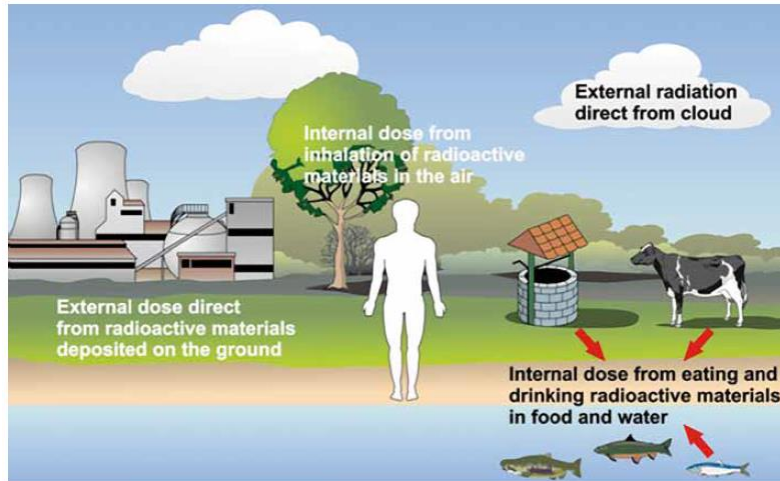 External radiation
direct from cloud
Internal dose from
inhalation of radioactive
materials in the air
External dose direct
from radioactive materials
deposited on the ground
Internal dose from eating and
drinking radioactive materials
in food and water